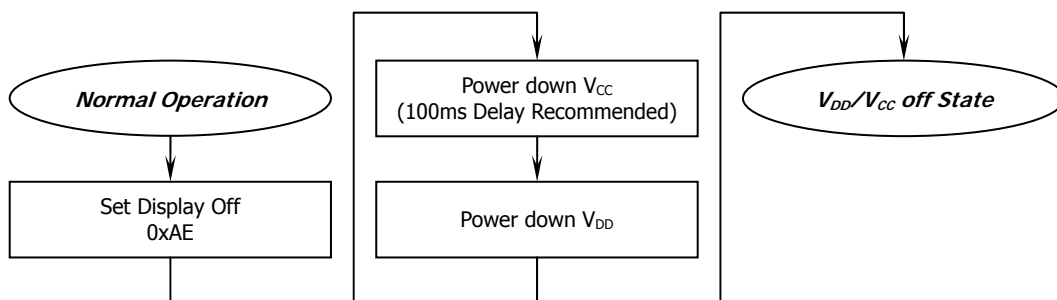 Normal Operation
Set Display Off
0xAE
Power down VCC
(100ms Delay Recommended)
Power down VDD
VDD/VCC off State